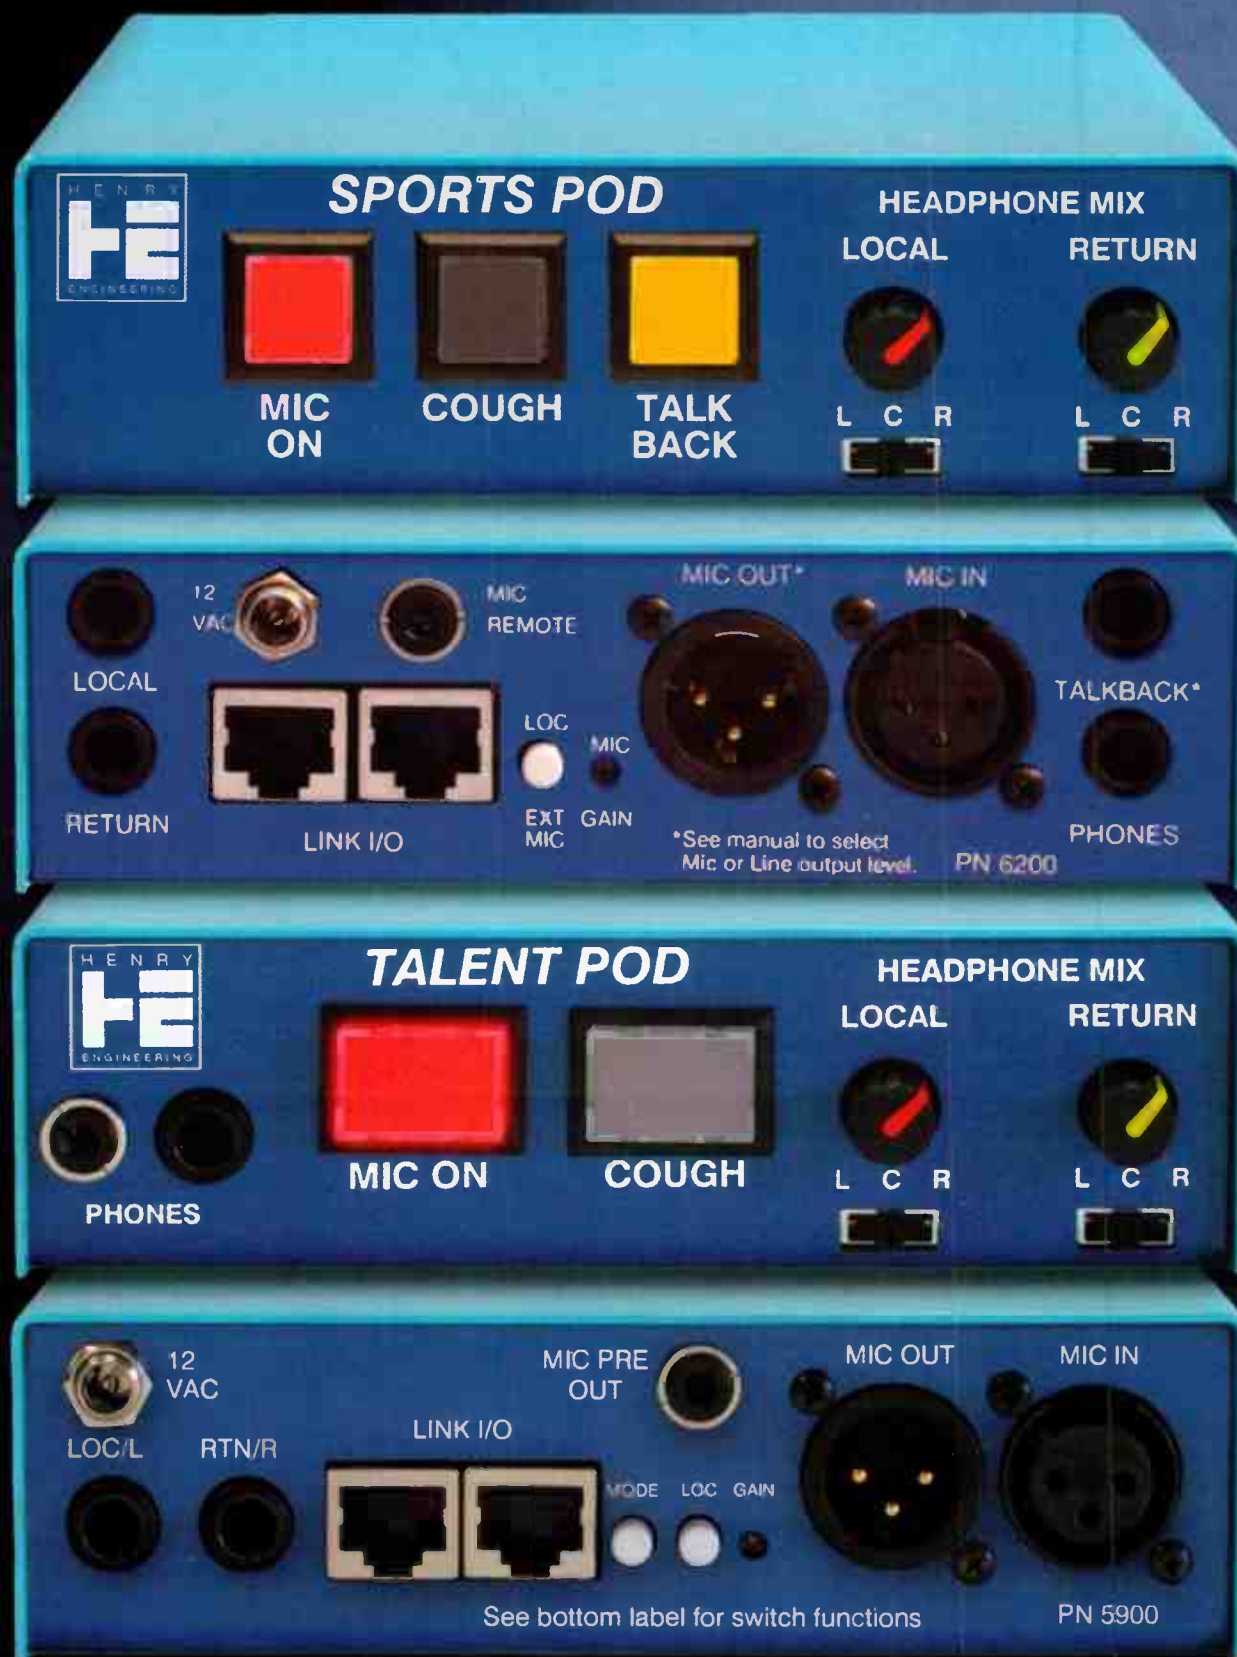 HENRY
HE
ENGINEERING
SPORTS POD
MIC
ON
COUGH
TALK
BACK
HEADPHONE MIX
LOCAL
RETURN
L C R
L C R
LOCAL
RETURN
12
VAC
MIC
REMOTE
LINK I/O
LOC
EXT
MIC
MIC
GAIN
MIC OUT*
MIC IN
*See manual to select
Mic or Line output level.
PN 6200
TALKBACK*
PHONES
HENRY
HE
ENGINEERING
TALENT POD
PHONES
MIC ON
COUGH
HEADPHONE MIX
LOCAL
RETURN
L C R
L C R
12
VAC
LOC/L
RTN/R
LINK I/O
MIC PRE
OUT
MODE
LOC
GAIN
MIC OUT
MIC IN
See bottom label for switch functions
PN 5900